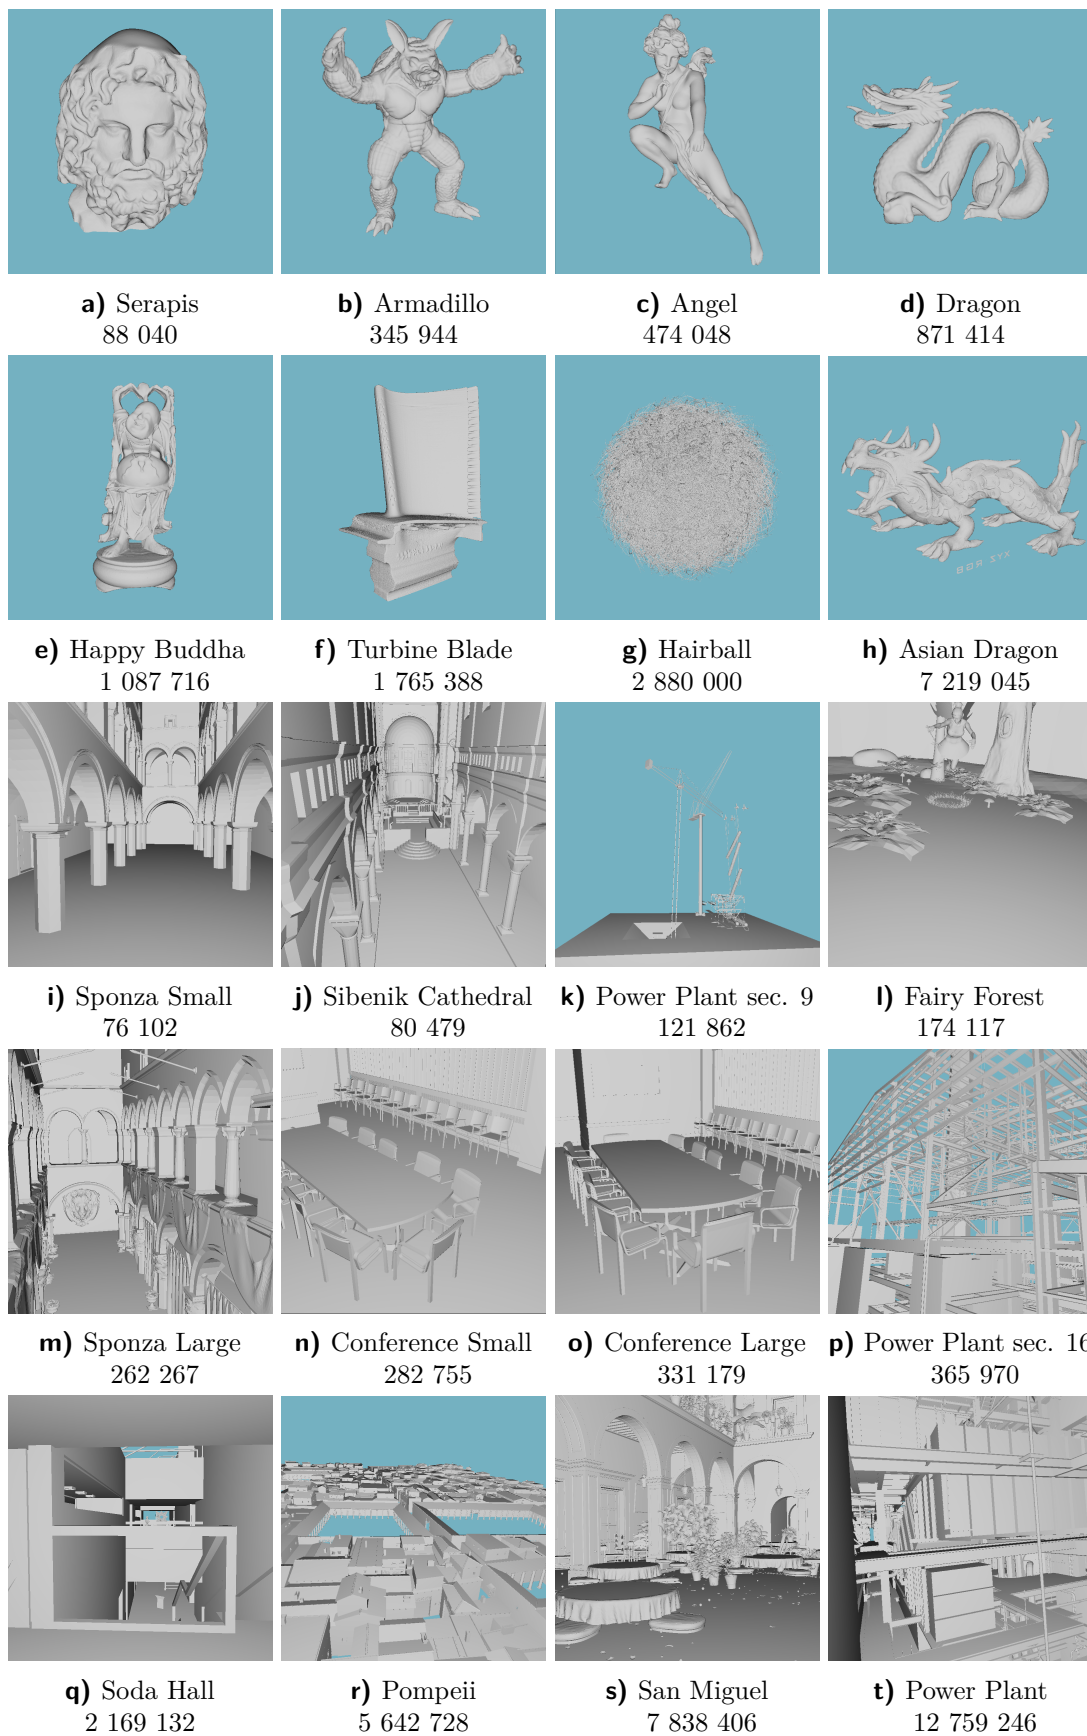 a) Serapis
88 040
b) Armadillo
345 944
c) Angel
474 048
d) Dragon
871 414
e) Happy Buddha
1 087 716
f) Turbine Blade
1 765 388
g) Hairball
2 880 000
h) Asian Dragon
7 219 045
i) Sponza Small
76 102
j) Sibenik Cathedral
80 479
k) Power Plant sec. 9
121 862
l) Fairy Forest
174 117
m) Sponza Large
262 267
n) Conference Small
282 755
o) Conference Large
331 179
p) Power Plant sec. 16
365 970
q) Soda Hall
2 169 132
r) Pompeii
5 642 728
s) San Miguel
7 838 406
t) Power Plant
12 759 246